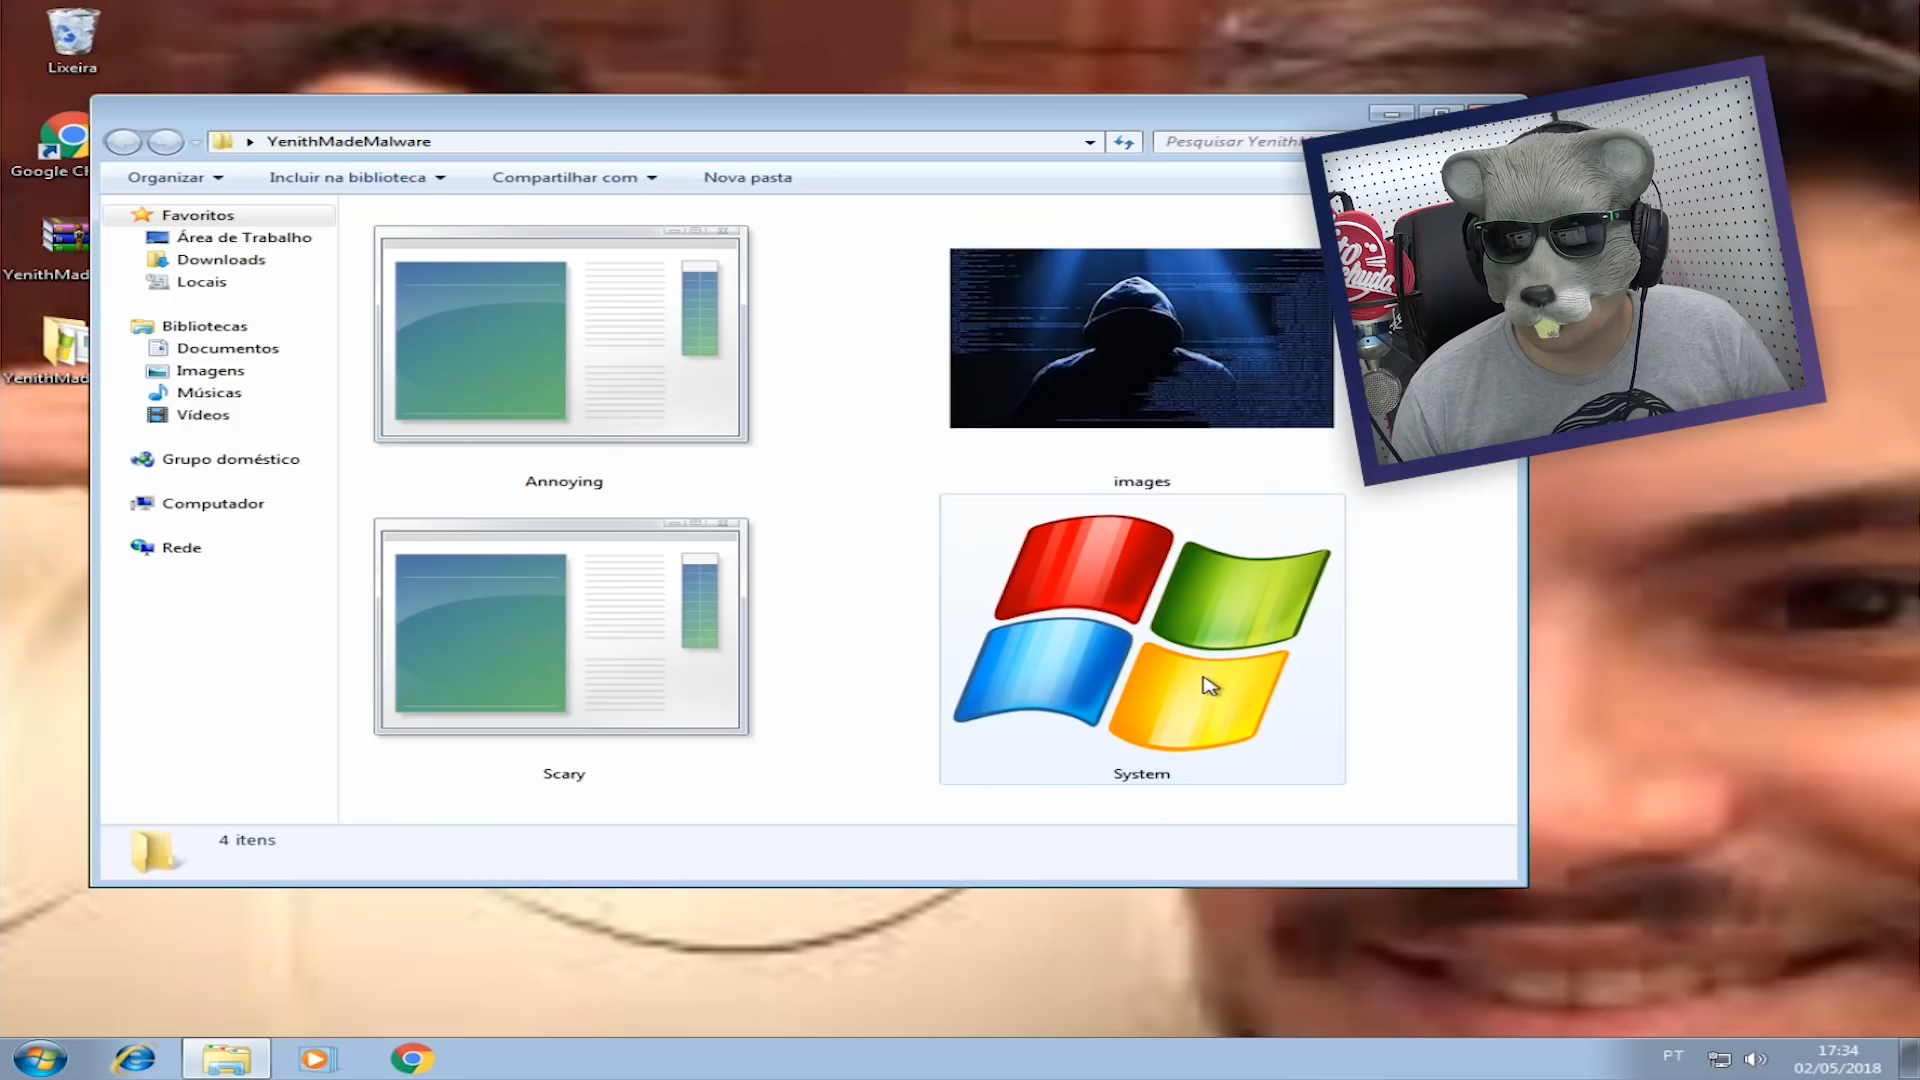 Lixeira
Google Ch
YenithMad
YenithMad
YenithMadeMalware
Pesquisar YenithM
Organizar
Incluir na biblioteca
Compartilhar com
Nova pasta
Favoritos
Área de Trabalho
Downloads
Locais
Bibliotecas
Documentos
Imagens
Músicas
Vídeos
Grupo doméstico
Computador
Rede
Annoying
images
Scary
System
4 itens
PT
17:34
02/05/2018